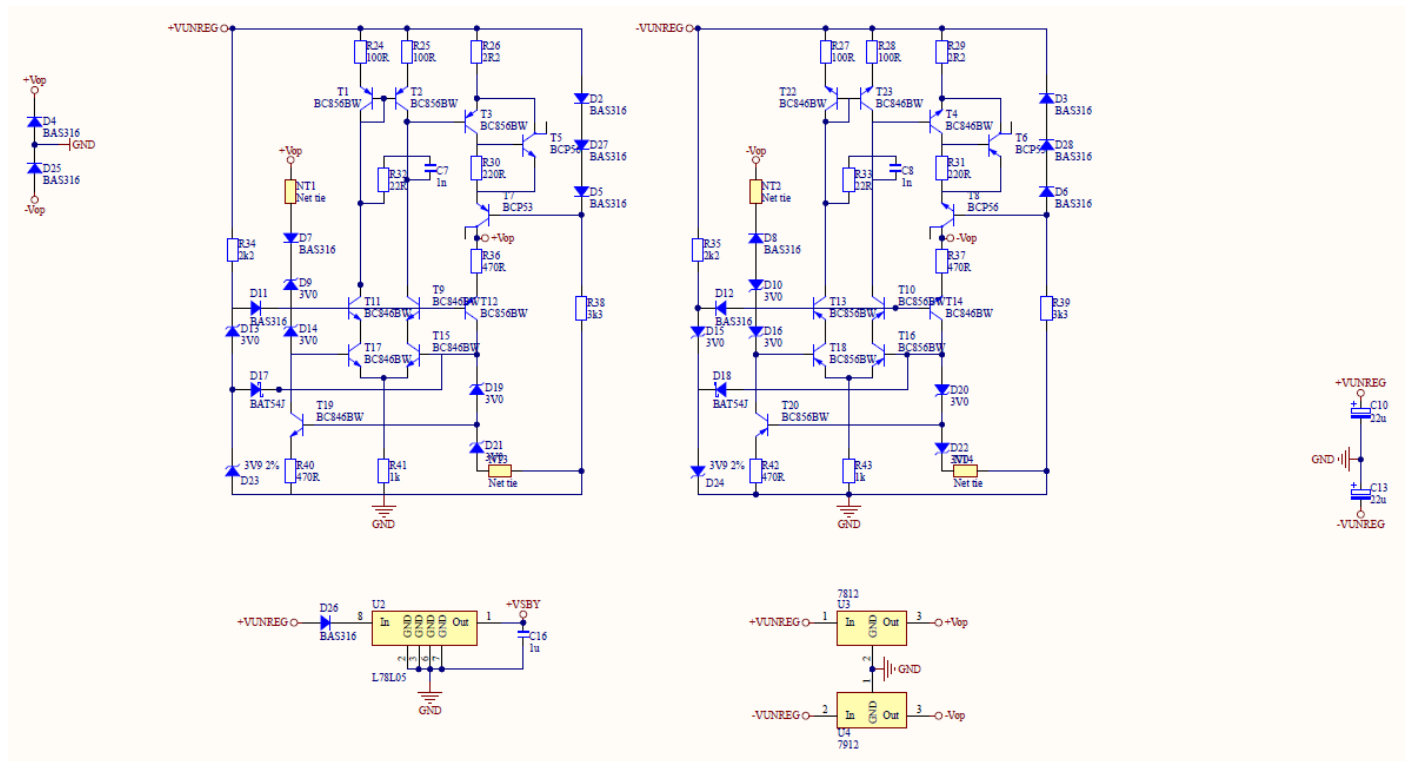 +VUNREG
R24
100R
R25
100R
R26
2R2
T1
BC856BW
T2
BC856BW
T3
BC856BW
D2
BAS316
T5
D27
BAS316
D5
BAS316
+Vop
D4
BAS316
GND
D25
BAS316
-Vop
+Vop
NT1
Net tie
R32
22R
C7
1n
R30
220R
T7
BCP53
+Vop
R34
2k2
D7
BAS316
R36
470R
D9
3V0
D11
BAS316
T11
BC846BW
T9
BC846BW
T12
BC856BW
R38
3k3
D13
3V0
D14
3V0
T17
BC846BW
T15
BC846BW
D17
BAT54J
D19
3V0
T19
BC846BW
D21
3V9 2%
D23
R40
470R
R41
1k
NT3
Net tie
GND
-VUNREG
R27
100R
R28
100R
R29
2R2
T22
BC846BW
T23
BC846BW
T4
BC846BW
D3
BAS316
T6
D28
BAS316
D6
BAS316
-Vop
NT2
Net tie
R33
22R
C8
1n
R31
220R
T8
BCP56
-Vop
R35
2k2
D8
BAS316
R37
470R
D10
3V0
D12
BAS316
T13
BC856BW
T10
BC856BW
T14
BC846BW
R39
3k3
D15
3V0
D16
3V0
T18
BC856BW
T16
BC856BW
D18
BAT54J
D20
3V0
T20
BC856BW
D22
3V9 2%
D24
R42
470R
R43
1k
Net tie
GND
+VUNREG
C10
22u
GND
C13
22u
-VUNREG
+VUNREG
D26
BAS316
8
U2
In
GND
GND
GND
GND
Out
1
+VSBY
C16
1u
2
3
6
7
L78L05
GND
7812
U3
+VUNREG
1
In
GND
Out
3
+Vop
2
GND
1
-VUNREG
2
In
GND
Out
3
-Vop
U4
7912